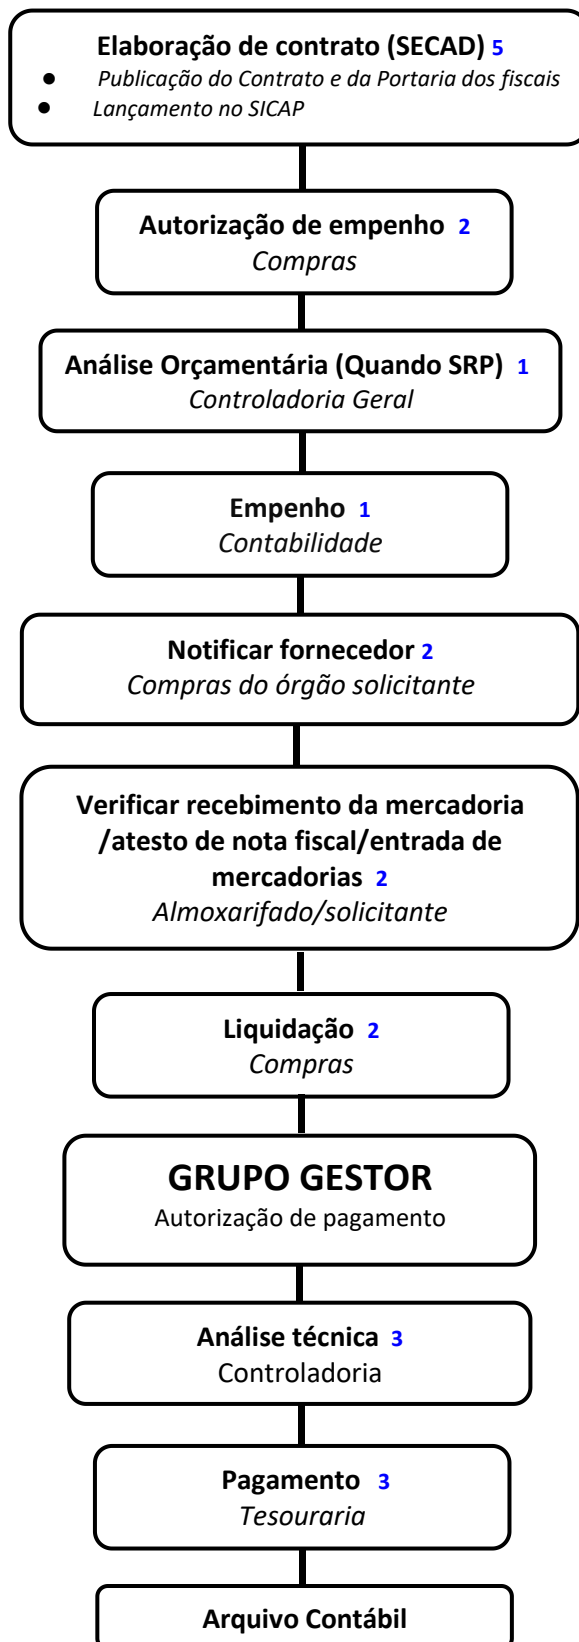 Elaboração de contrato (SECAD) 5
● Publicação do Contrato e da Portaria dos fiscais
● Lançamento no SICAP
Autorização de empenho 2
Compras
Análise Orçamentária (Quando SRP) 1
Controladoria Geral
Empenho 1
Contabilidade
Notificar fornecedor 2
Compras do órgão solicitante
Verificar recebimento da mercadoria
/atesto de nota fiscal/entrada de
mercadorias 2
Almoxarifado/solicitante
Liquidação 2
Compras
GRUPO GESTOR
Autorização de pagamento
Análise técnica 3
Controladoria
Pagamento 3
Tesouraria
Arquivo Contábil